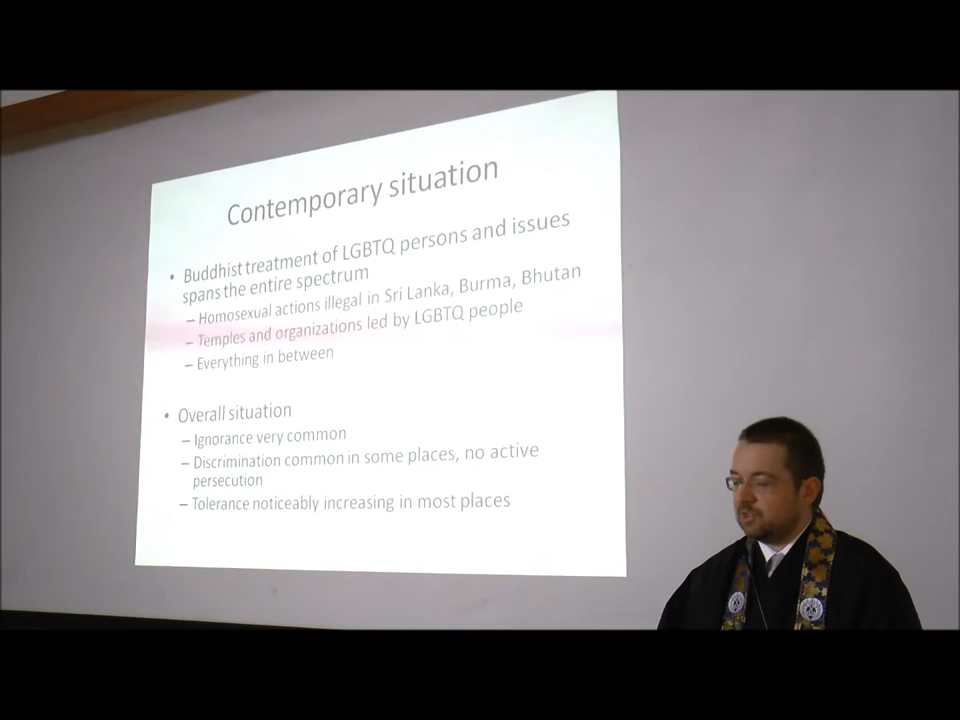 Contemporary situation
• Buddhist treatment of LGBTQ persons and issues
spans the entire spectrum
– Homosexual actions illegal in Sri Lanka, Burma, Bhutan
– Temples and organizations led by LGBTQ people
– Everything in between
• Overall situation
– Ignorance very common
– Discrimination common in some places, no active
persecution
– Tolerance noticeably increasing in most places